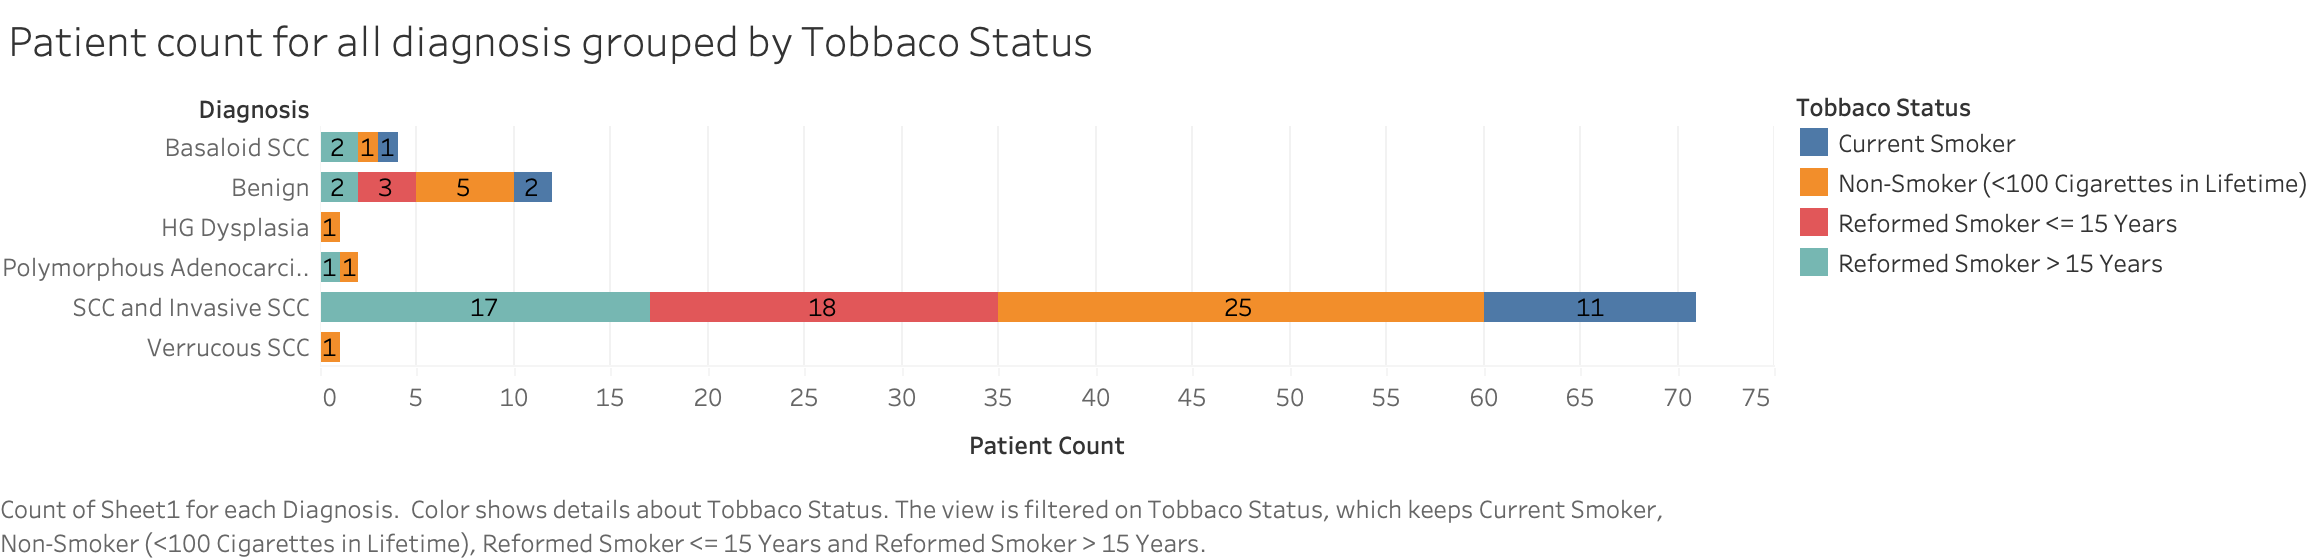 Patient count for all diagnosis grouped by Tobbaco Status
Diagnosis
Basaloid SCC 2 1 1
Benign 2 3 5 2
HG Dysplasia 1
Polymorphous Adenocarci.. 1 1
SCC and Invasive SCC 17 18 25 11
Verrucous SCC 1
0 5 10 15 20 25 30 35 40 45 50 55 60 65 70 75
Patient Count
Tobbaco Status
Current Smoker
Non-Smoker (<100 Cigarettes in Lifetime)
Reformed Smoker <= 15 Years
Reformed Smoker > 15 Years
Count of Sheet1 for each Diagnosis.  Color shows details about Tobbaco Status. The view is filtered on Tobbaco Status, which keeps Current Smoker,
Non-Smoker (<100 Cigarettes in Lifetime), Reformed Smoker <= 15 Years and Reformed Smoker > 15 Years.